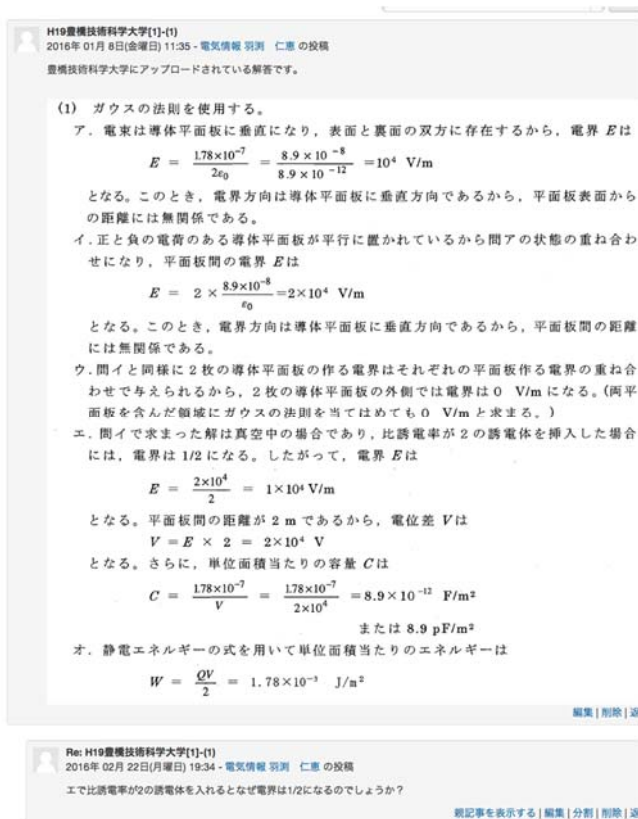 H19豊橋技術科学大学[1]-(1)
2016年 01月 8日(金曜日) 11:35 - 電気情報 羽渕 仁恵 の投稿
豊橋技術科学大学にアップロードされている解答です。
(1) ガウスの法則を使用する。
ア．電束は導体平面板に垂直になり，表面と裏面の双方に存在するから，電界 Eは
E = 1.78×10⁻⁷ / 2ε₀ = 8.9×10⁻⁸ / 8.9×10⁻¹² =10⁴ V/m
となる。このとき，電界方向は導体平面板に垂直方向であるから，平面板表面から
の距離には無関係である。
イ．正と負の電荷のある導体平面板が平行に置かれているから問アの状態の重ね合わ
せになり，平面板間の電界 Eは
E = 2 × 8.9×10⁻⁸ / ε₀ =2×10⁴ V/m
となる。このとき，電界方向は導体平面板に垂直方向であるから，平面板間の距離
には無関係である。
ウ．問イと同様に２枚の導体平面板の作る電界はそれぞれの平面板作る電界の重ね合
わせで与えられるから，２枚の導体平面板の外側では電界は０ V/m になる。(両平
面板を含んだ領域にガウスの法則を当てはめても０ V/m と求まる。)
エ．問イで求まった解は真空中の場合であり，比誘電率が２の誘電体を挿入した場合
には，電界は 1/2 になる。したがって，電界 Eは
E = 2×10⁴ / 2 = 1×10⁴ V/m
となる。平面板間の距離が 2 m であるから，電位差 Vは
V = E × 2 = 2×10⁴ V
となる。さらに，単位面積当たりの容量 Cは
C = 1.78×10⁻⁷ / V = 1.78×10⁻⁷ / 2×10⁴ =8.9×10⁻¹² F/m²
または 8.9 pF/m²
オ．静電エネルギーの式を用いて単位面積当たりのエネルギーは
W = QV / 2 = 1.78×10⁻³ J/m²
編集 | 削除 | 返
Re: H19豊橋技術科学大学[1]-(1)
2016年 02月 22日(月曜日) 19:34 - 電気情報 羽渕 仁恵 の投稿
エで比誘電率が2の誘電体を入れるとなぜ電界は1/2になるのでしょうか？
親記事を表示する | 編集 | 分割 | 削除 | 返